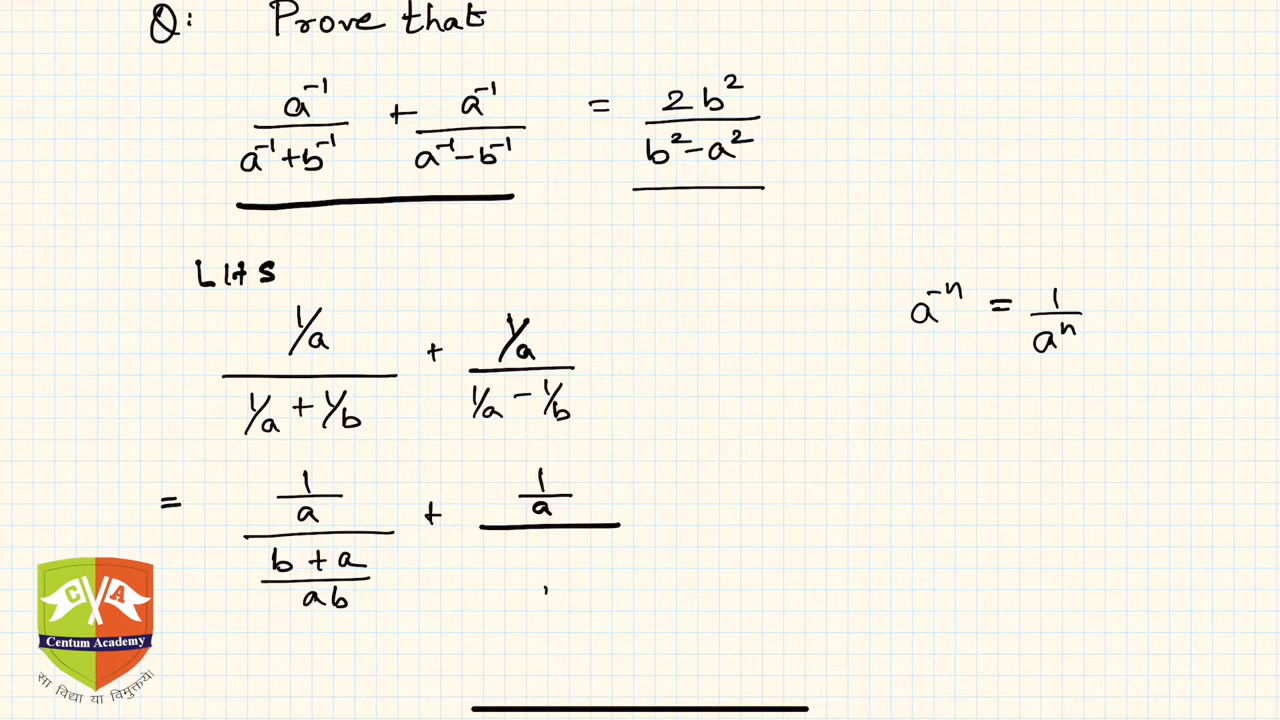 Q: Prove that
a⁻¹/(a⁻¹+b⁻¹) + a⁻¹/(a⁻¹−b⁻¹) = 2b²/(b²−a²)
LHS
(1/a)/(1/a + 1/b) + (1/a)/(1/a − 1/b)
a⁻ⁿ = 1/aⁿ
= (1/a)/((b + a)/ab) + (1/a)/
C A
Centum Academy
सा विद्या या विमुक्तये।